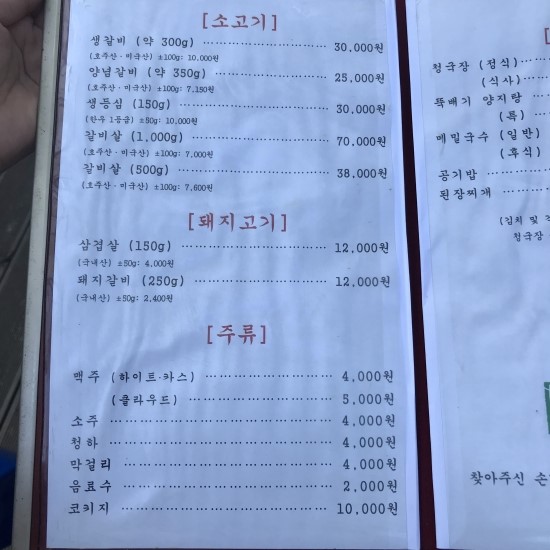 [소고기]
생갈비 (약 300g) 30,000원
(호주산·미국산) ±100g: 10,000원
양념갈비 (약 350g) 25,000원
(호주산·미국산) ±100g: 7,150원
생등심 (150g) 30,000원
(한우 1등급) ±50g: 10,000원
갈비살 (1,000g) 70,000원
(호주산·미국산) ±100g: 7,000원
갈비살 (500g) 38,000원
(호주산·미국산) ±100g: 7,600원
[돼지고기]
삼겹살 (150g) 12,000원
(국내산) ±50g: 4,000원
돼지갈비 (250g) 12,000원
(국내산) ±50g: 2,400원
[주류]
맥주 (하이트·카스) 4,000원
(클라우드) 5,000원
소주 4,000원
청하 4,000원
막걸리 4,000원
음료수 2,000원
코키지 10,000원
[
청국장 (정식)
(식사)
뚝배기 양지탕
(특)
메밀국수 (일반)
(후식)
공기밥
된장찌개
(김치 및
청국장
찾아주신 손